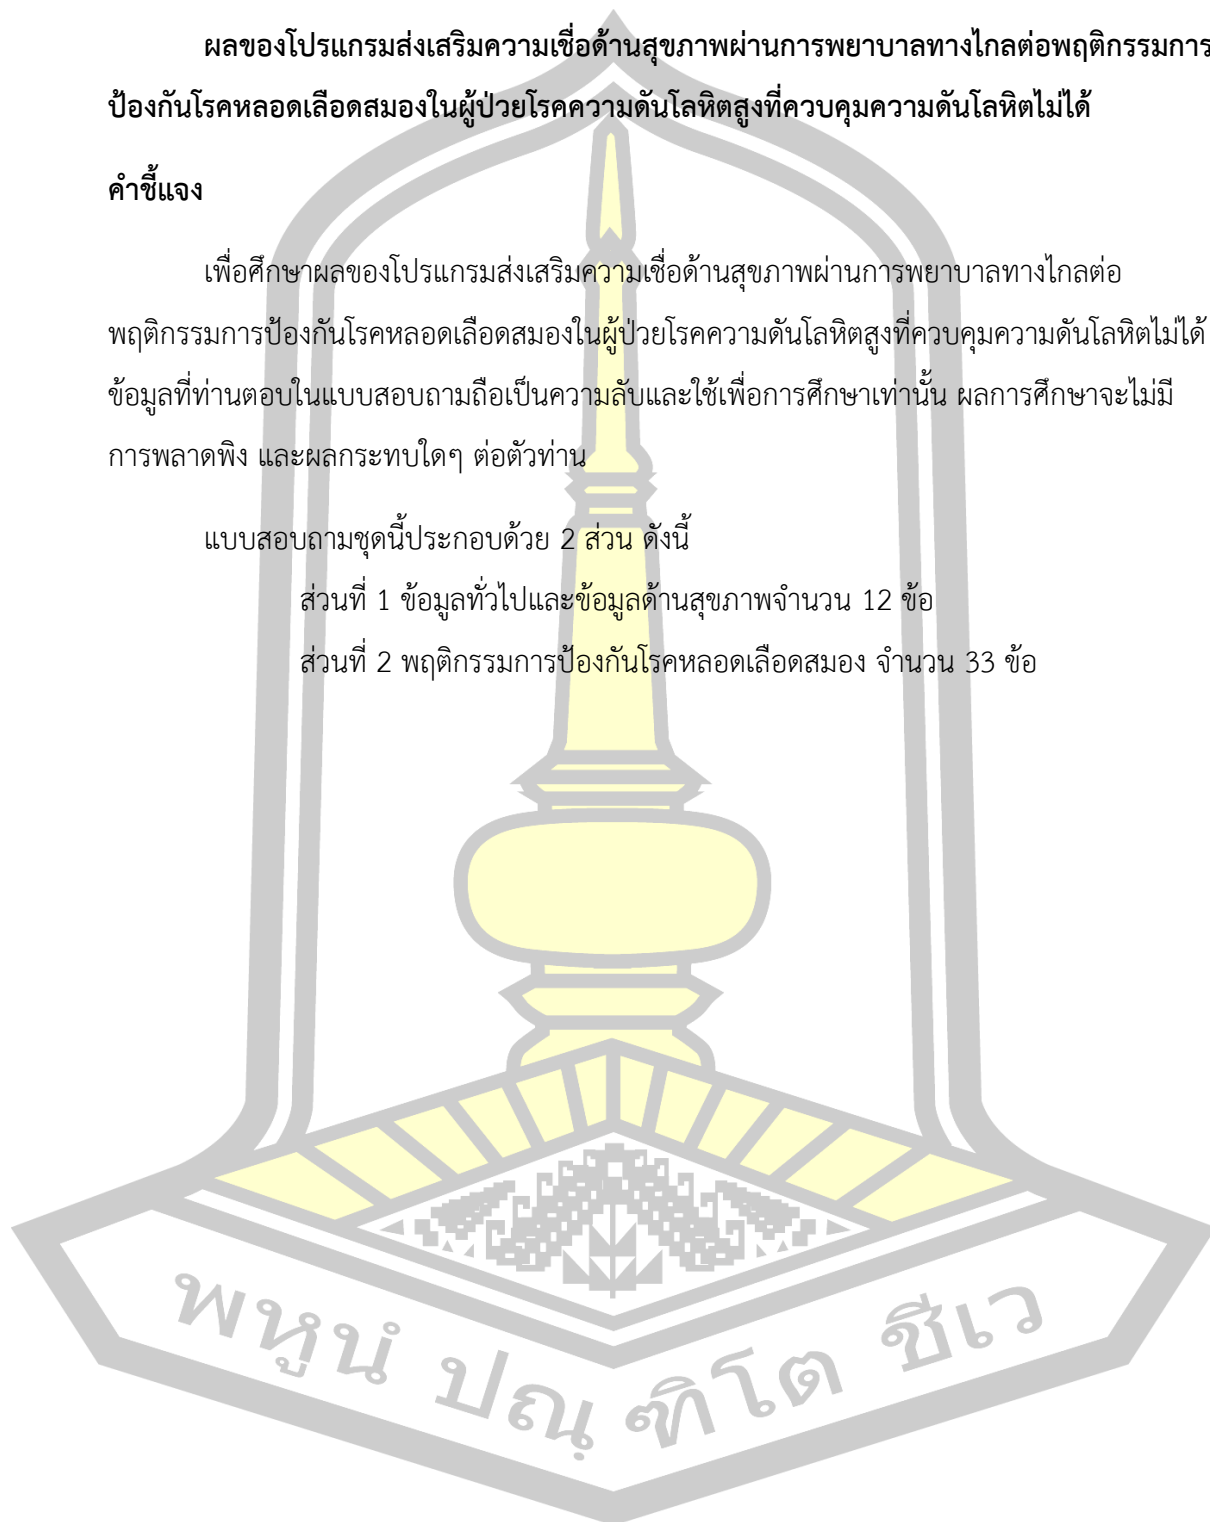 ผลของโปรแกรมส่งเสริมความเชื่อด้านสุขภาพผ่านการพยาบาลทางไกลต่อพฤติกรรมการ
ป้องกันโรคหลอดเลือดสมองในผู้ป่วยโรคความดันโลหิตสูงที่ควบคุมความดันโลหิตไม่ได้
คำชี้แจง
เพื่อศึกษาผลของโปรแกรมส่งเสริมความเชื่อด้านสุขภาพผ่านการพยาบาลทางไกลต่อ
พฤติกรรมการป้องกันโรคหลอดเลือดสมองในผู้ป่วยโรคความดันโลหิตสูงที่ควบคุมความดันโลหิตไม่ได้
ข้อมูลที่ท่านตอบในแบบสอบถามถือเป็นความลับและใช้เพื่อการศึกษาเท่านั้น ผลการศึกษาจะไม่มี
การพลาดพิง และผลกระทบใดๆ ต่อตัวท่าน
แบบสอบถามชุดนี้ประกอบด้วย 2 ส่วน ดังนี้
ส่วนที่ 1 ข้อมูลทั่วไปและข้อมูลด้านสุขภาพจำนวน 12 ข้อ
ส่วนที่ 2 พฤติกรรมการป้องกันโรคหลอดเลือดสมอง จำนวน 33 ข้อ
พหูนํ ปณฺฑิโต ชีเว